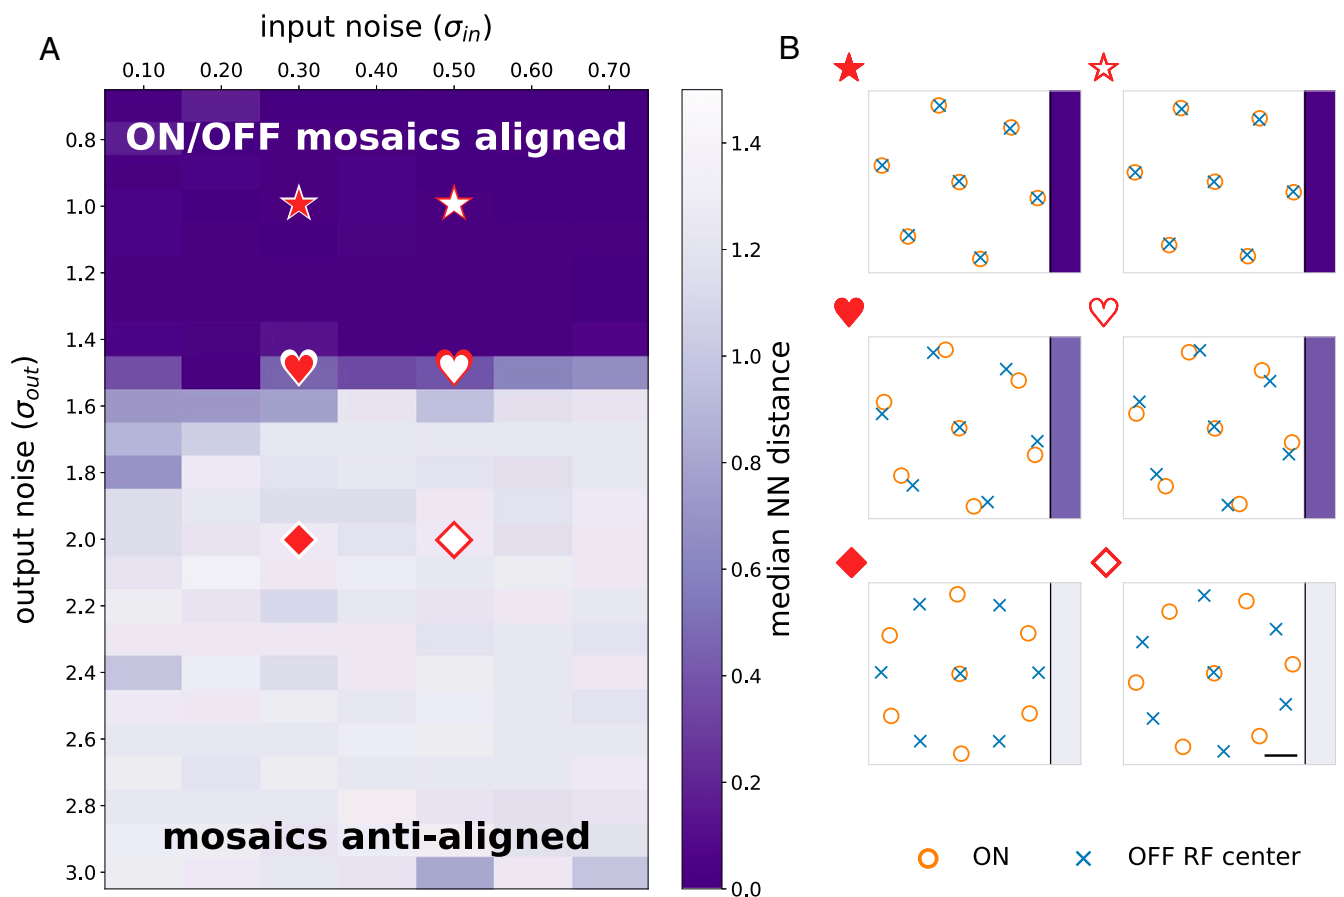 A
input noise (σin)
0.10 0.20 0.30 0.40 0.50 0.60 0.70
output noise (σout)
0.8
1.0
1.2
1.4
1.6
1.8
2.0
2.2
2.4
2.6
2.8
3.0
ON/OFF mosaics aligned
mosaics anti-aligned
1.4
1.2
1.0
0.8
0.6
0.4
0.2
0.0
median NN distance
B
ON
OFF RF center